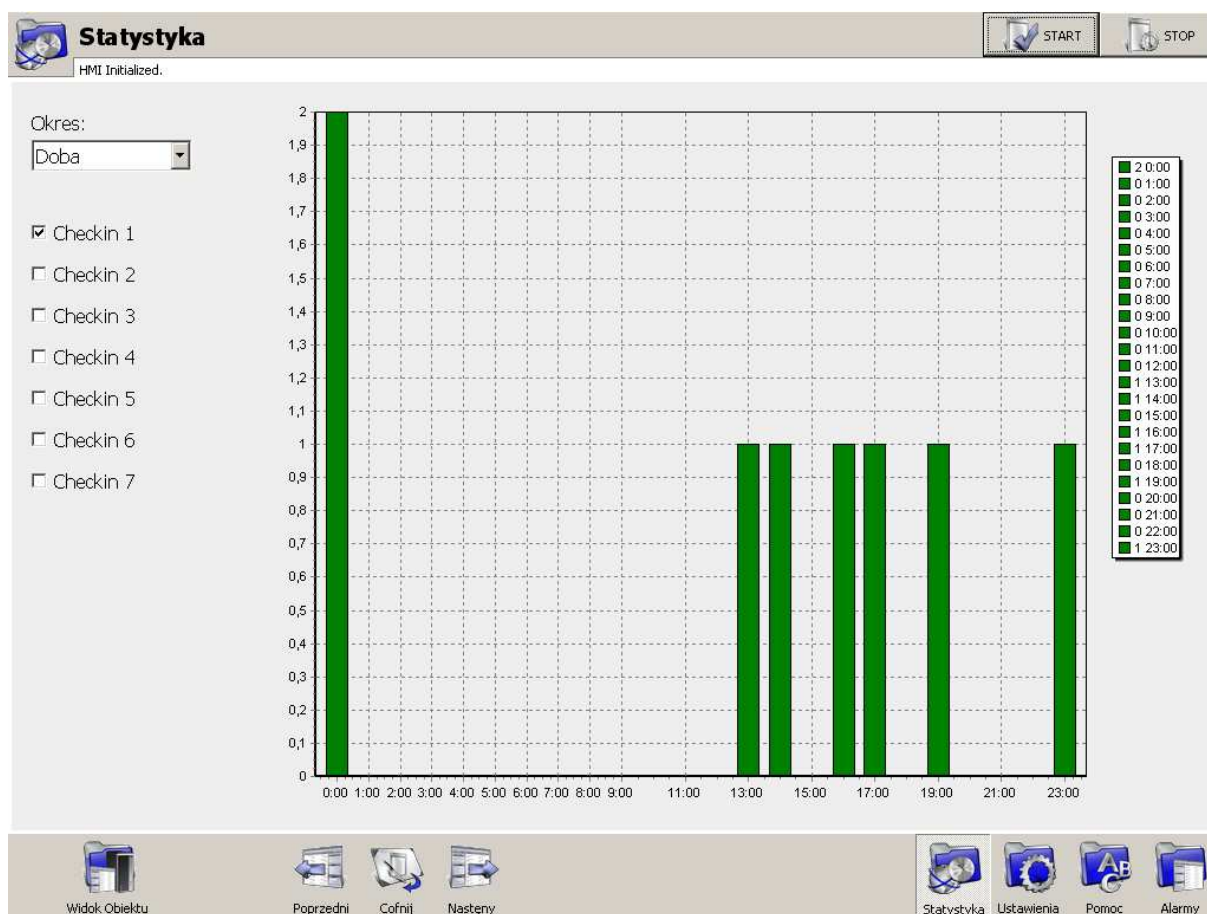 Statystyka
START
STOP
HMI Initialized.
Okres:
Doba
Checkin 1
Checkin 2
Checkin 3
Checkin 4
Checkin 5
Checkin 6
Checkin 7
2
1,9
1,8
1,7
1,6
1,5
1,4
1,3
1,2
1,1
1
0,9
0,8
0,7
0,6
0,5
0,4
0,3
0,2
0,1
0
0:00 1:00 2:00 3:00 4:00 5:00 6:00 7:00 8:00 9:00 11:00 13:00 15:00 17:00 19:00 21:00 23:00
2 0:00
0 1:00
0 2:00
0 3:00
0 4:00
0 5:00
0 6:00
0 7:00
0 8:00
0 9:00
0 10:00
0 11:00
0 12:00
1 13:00
1 14:00
0 15:00
1 16:00
1 17:00
0 18:00
1 19:00
0 20:00
0 21:00
0 22:00
1 23:00
Widok Obiektu
Poprzedni
Cofnij
Nasteny
Statystyka
Ustawienia
A B C
Pomoc
Alarmy